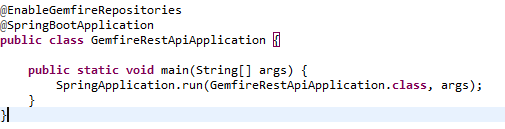 @EnableGemfireRepositories
@SpringBootApplication
public class GemfireRestApiApplication {
    public static void main(String[] args) {
        SpringApplication.run(GemfireRestApiApplication.class, args);
    }
}